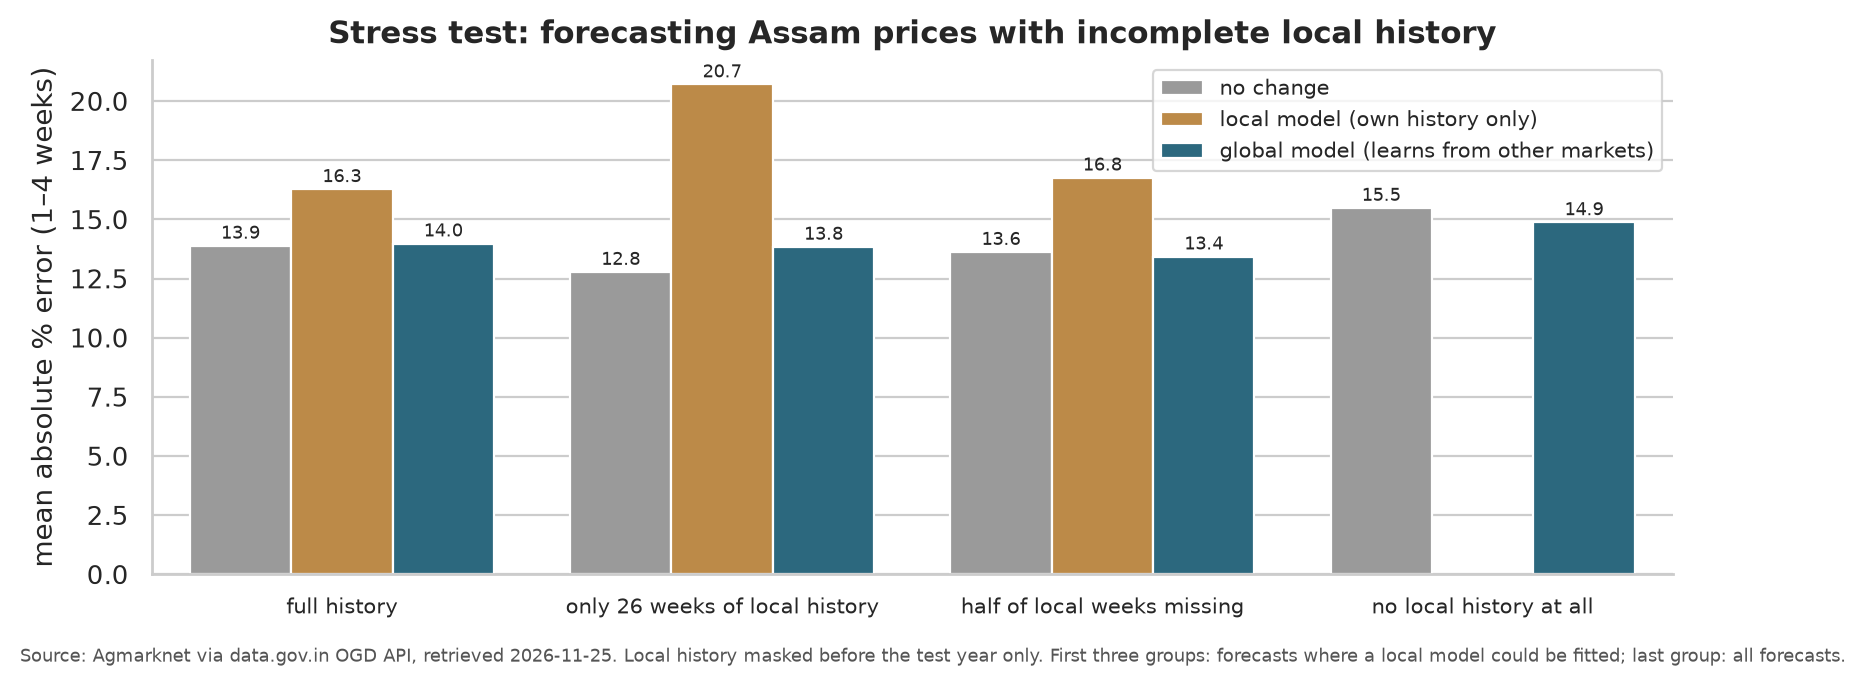 Stress test: forecasting Assam prices with incomplete local history
mean absolute % error (1–4 weeks)
20.0
17.5
15.0
12.5
10.0
7.5
5.0
2.5
0.0
no change
local model (own history only)
global model (learns from other markets)
13.9
16.3
14.0
12.8
20.7
13.8
13.6
16.8
13.4
15.5
14.9
full history
only 26 weeks of local history
half of local weeks missing
no local history at all
Source: Agmarknet via data.gov.in OGD API, retrieved 2026-11-25. Local history masked before the test year only. First three groups: forecasts where a local model could be fitted; last group: all forecasts.